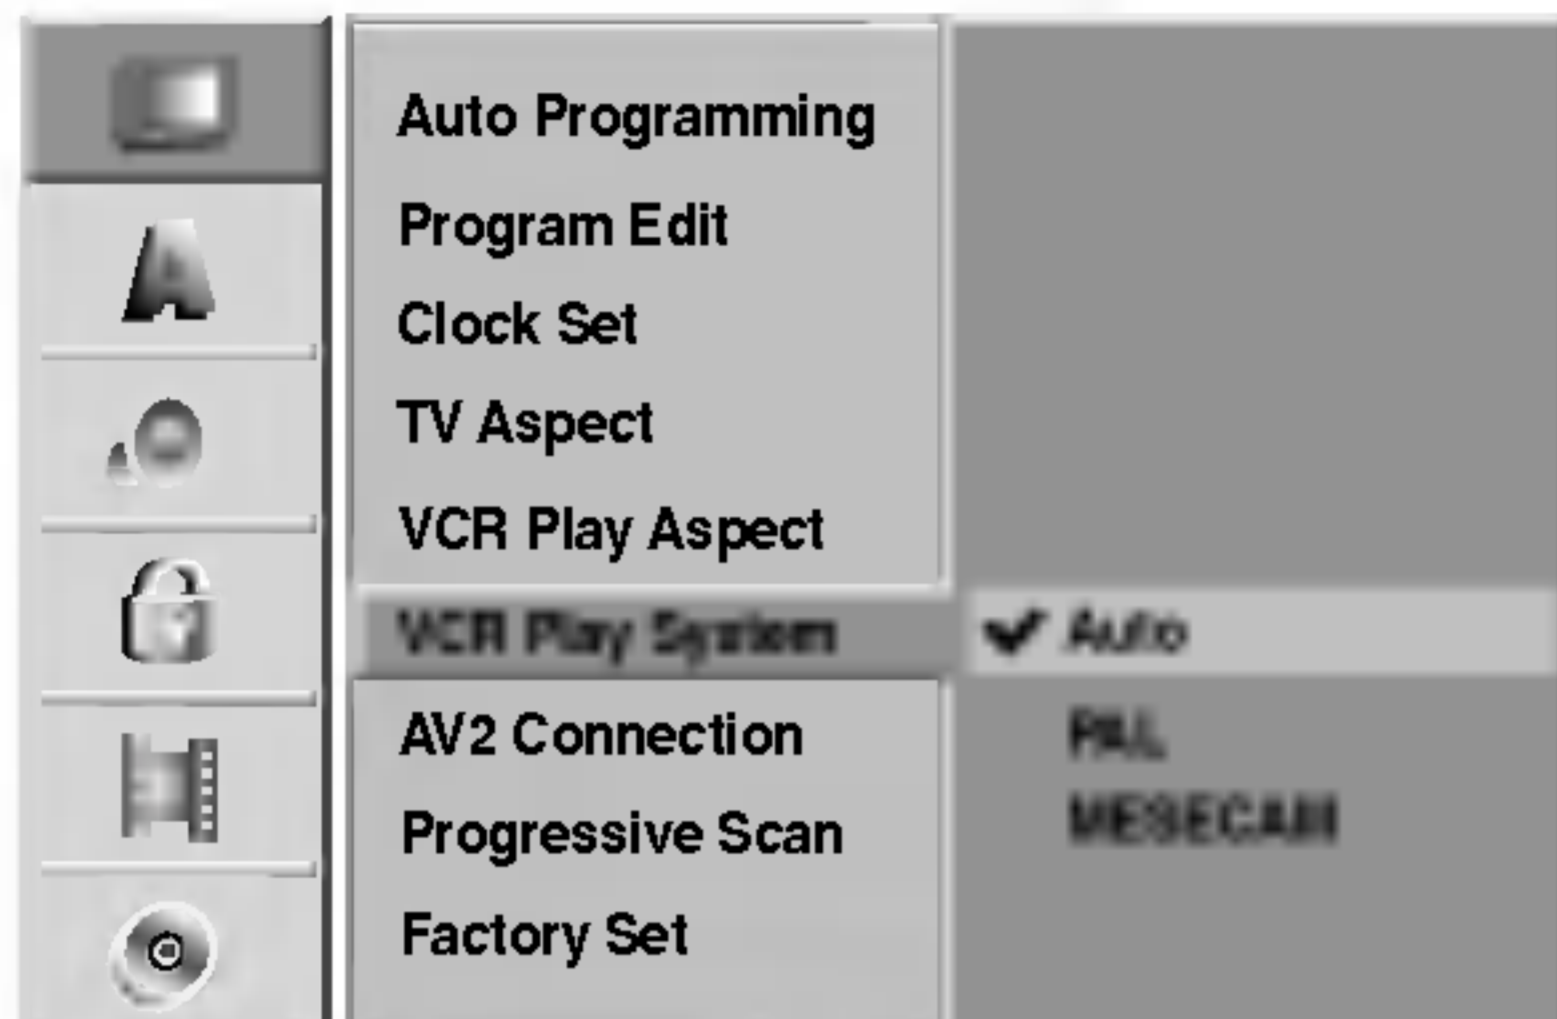 Auto Programming
Program Edit
Clock Set
TV Aspect
VCR Play Aspect
VCR Play System
✔ Auto
PAL
MESECAM
AV2 Connection
Progressive Scan
Factory Set